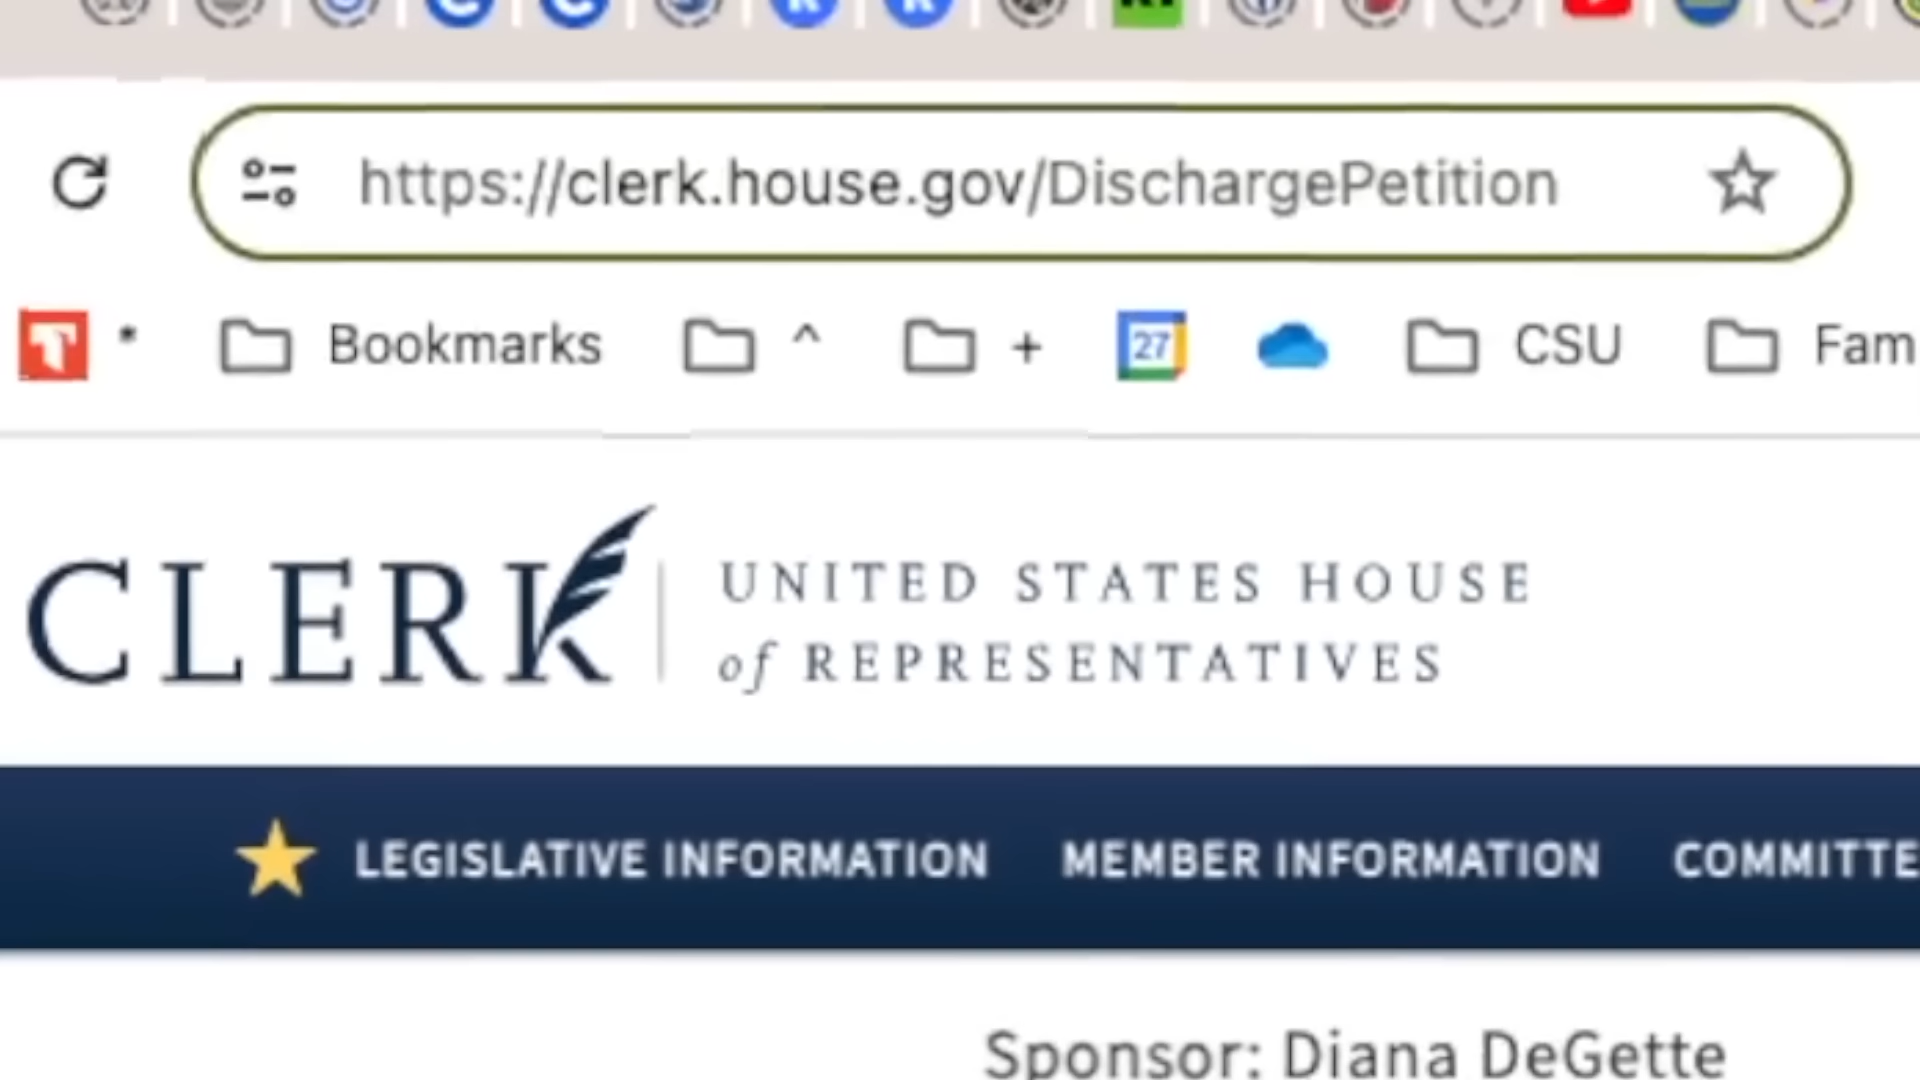 https://clerk.house.gov/DischargePetition
* Bookmarks ^ + 27 CSU Fam
CLERK
UNITED STATES HOUSE
of REPRESENTATIVES
LEGISLATIVE INFORMATION MEMBER INFORMATION COMMITTE
Sponsor: Diana DeGette